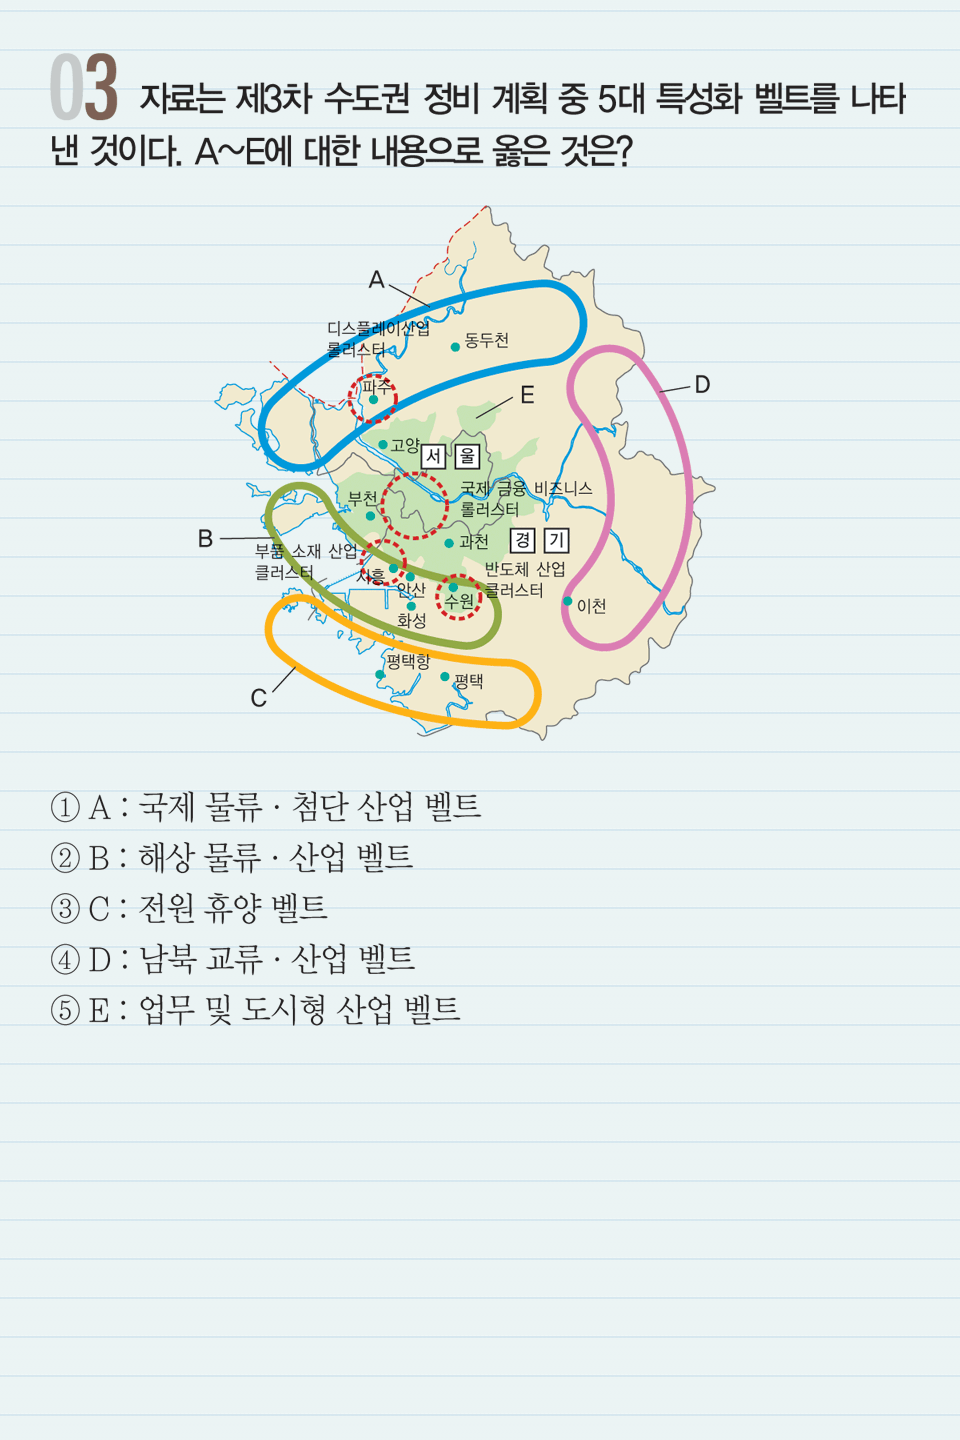 03 자료는 제3차 수도권 정비 계획 중 5대 특성화 벨트를 나타
낸 것이다. A~E에 대한 내용으로 옳은 것은?
A
디스플레이산업
롤러스터
동두천
파주
E
D
고양
서 울
국제 금융 비즈니스
롤러스터
부천
B
부품 소재 산업
클러스터
과천
경 기
반도체 산업
클러스터
시흥
안산
수원
이천
화성
평택항
평택
C
① A : 국제 물류 · 첨단 산업 벨트
② B : 해상 물류 · 산업 벨트
③ C : 전원 휴양 벨트
④ D : 남북 교류 · 산업 벨트
⑤ E : 업무 및 도시형 산업 벨트